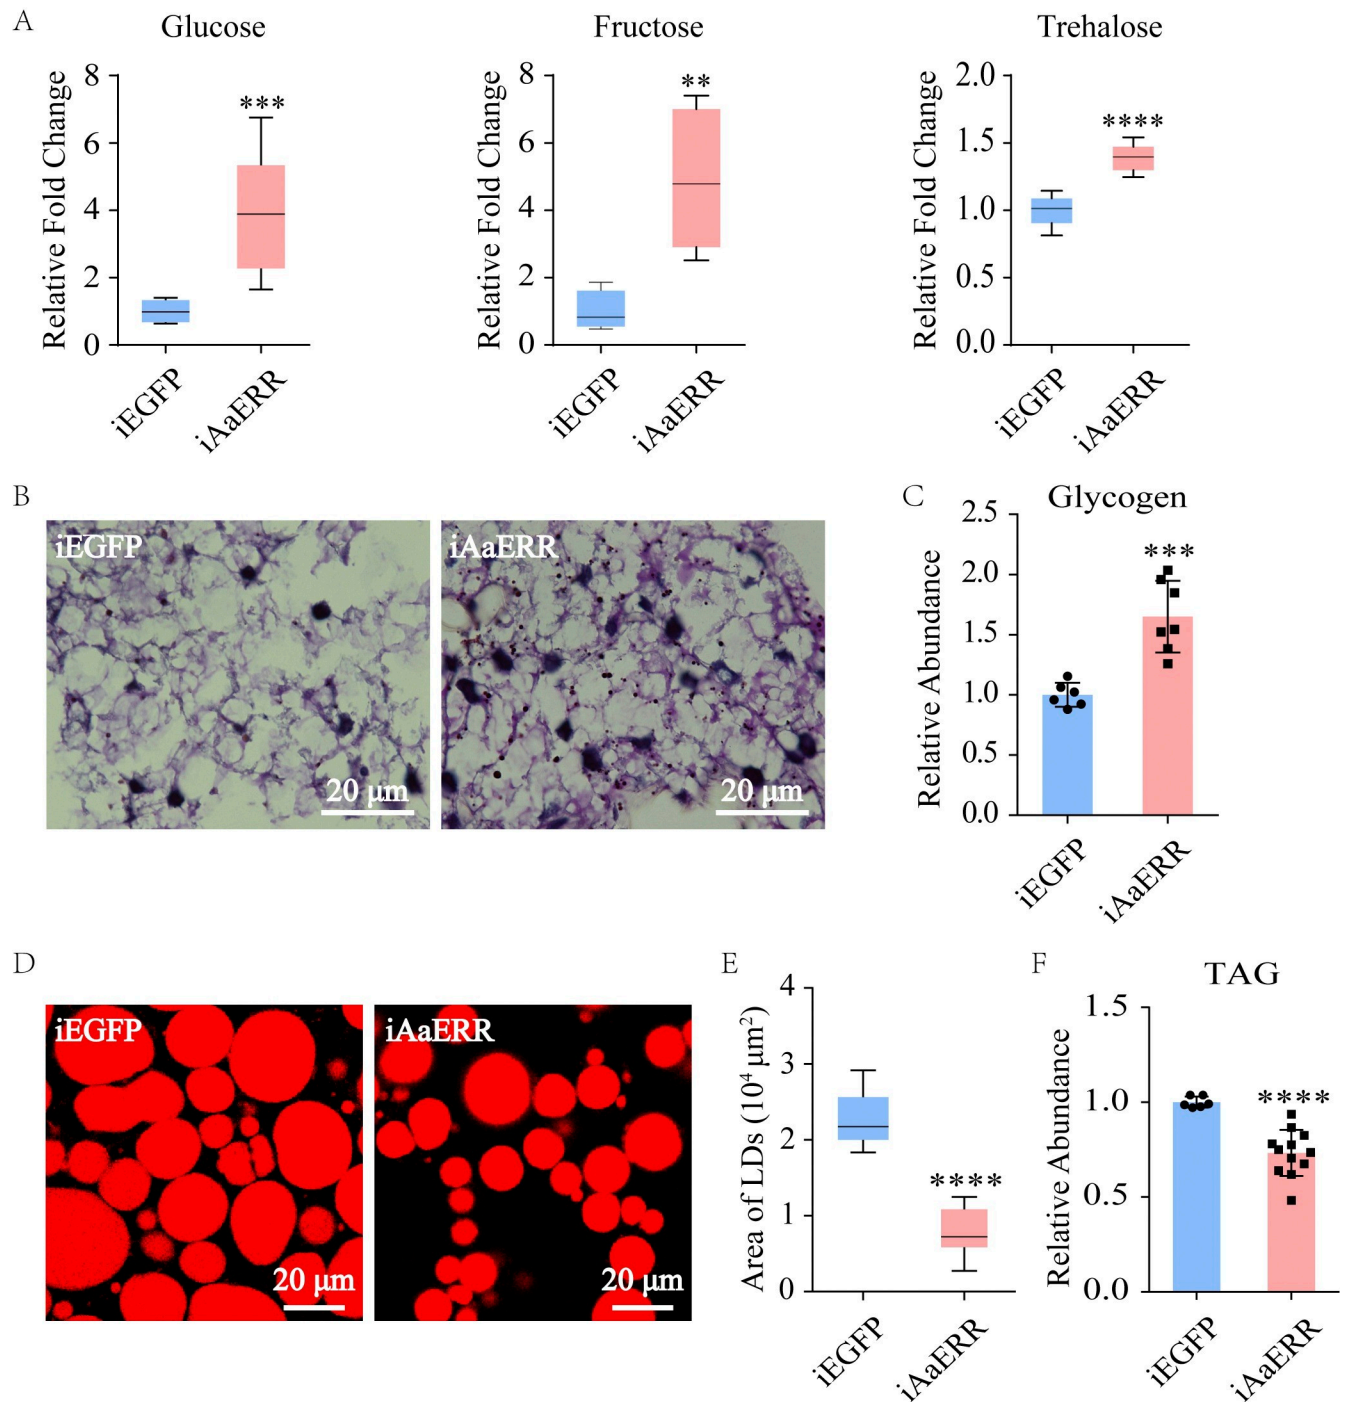 A
Glucose
Fructose
Trehalose
Relative Fold Change
8
6
4
2
0
***
iEGFP
iAaERR
Relative Fold Change
8
6
4
2
0
**
iEGFP
iAaERR
Relative Fold Change
2.0
1.5
1.0
0.5
0.0
****
iEGFP
iAaERR
B
iEGFP
20 μm
iAaERR
20 μm
C
Glycogen
Relative Abundance
2.5
2.0
1.5
1.0
0.5
0.0
***
iEGFP
iAaERR
D
iEGFP
20 μm
iAaERR
20 μm
E
Area of LDs (10⁴ μm²)
4
3
2
1
0
****
iEGFP
iAaERR
F
TAG
Relative Abundance
1.5
1.0
0.5
0.0
****
iEGFP
iAaERR